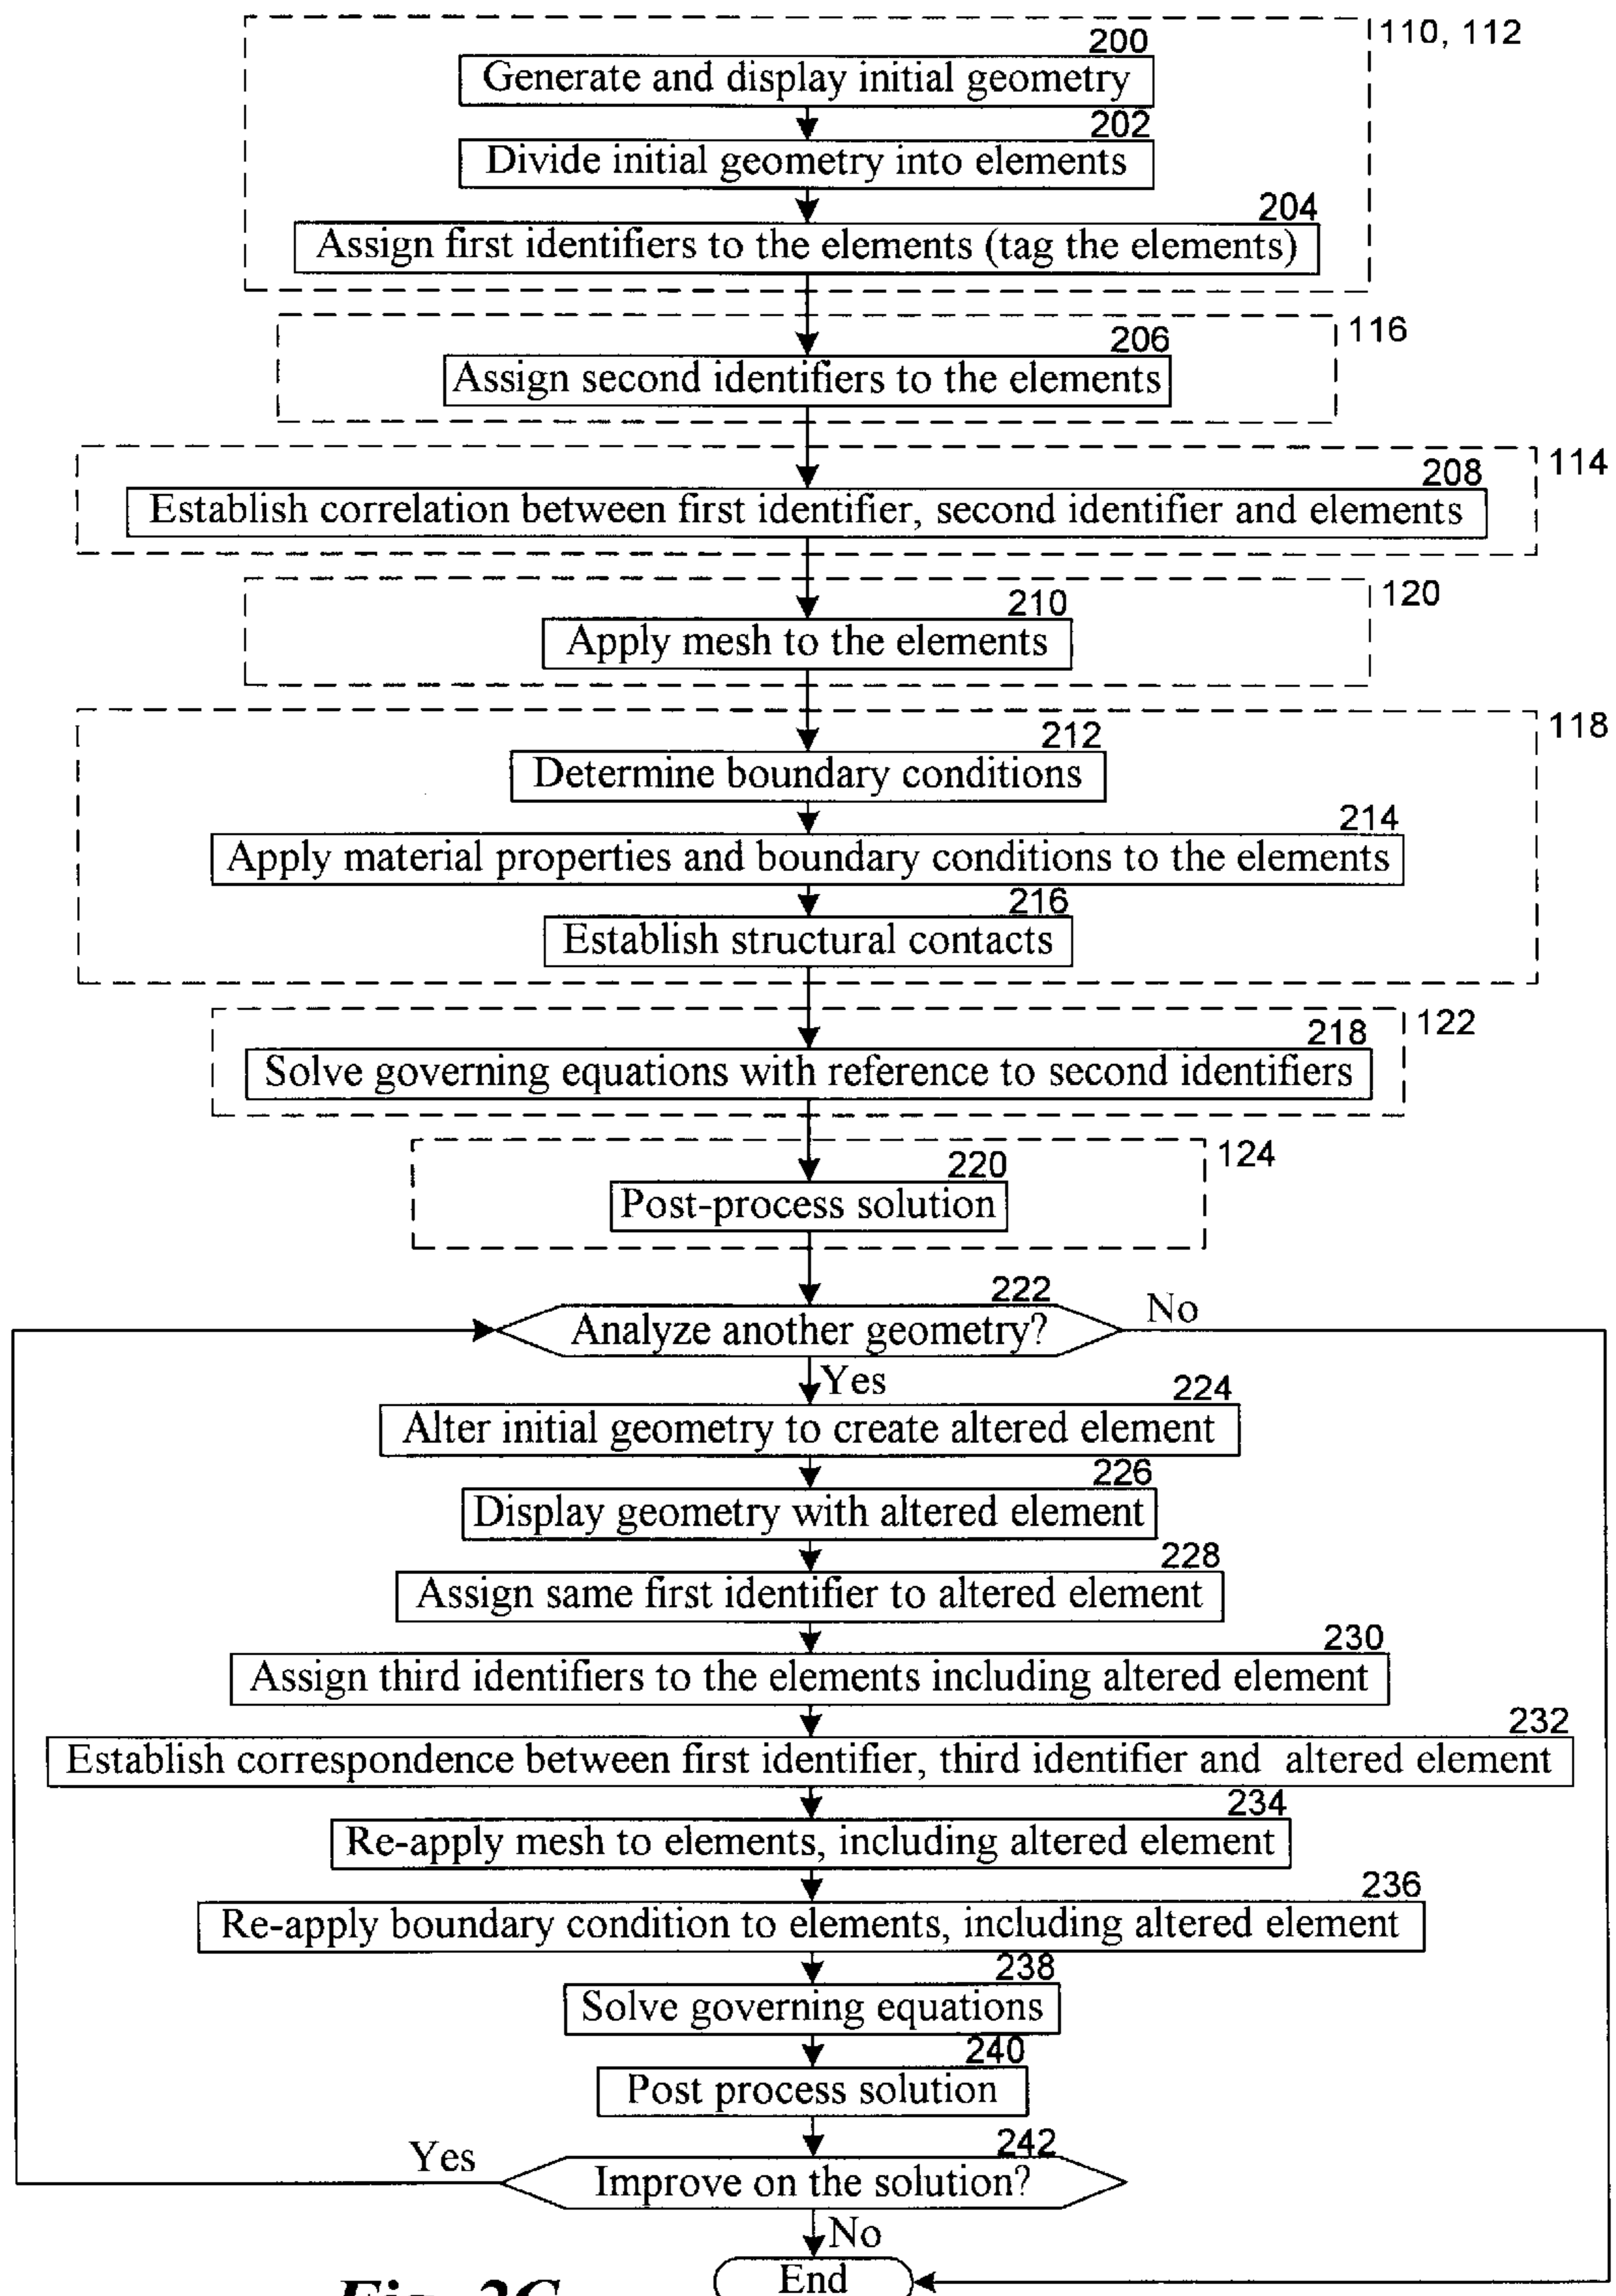 110, 112
200
Generate and display initial geometry
202
Divide initial geometry into elements
204
Assign first identifiers to the elements (tag the elements)
116
206
Assign second identifiers to the elements
114
208
Establish correlation between first identifier, second identifier and elements
120
210
Apply mesh to the elements
118
212
Determine boundary conditions
214
Apply material properties and boundary conditions to the elements
216
Establish structural contacts
122
218
Solve governing equations with reference to second identifiers
124
220
Post-process solution
222
Analyze another geometry?
No
Yes
224
Alter initial geometry to create altered element
226
Display geometry with altered element
228
Assign same first identifier to altered element
230
Assign third identifiers to the elements including altered element
232
Establish correspondence between first identifier, third identifier and altered element
234
Re-apply mesh to elements, including altered element
236
Re-apply boundary condition to elements, including altered element
238
Solve governing equations
240
Post process solution
242
Yes
Improve on the solution?
No
End